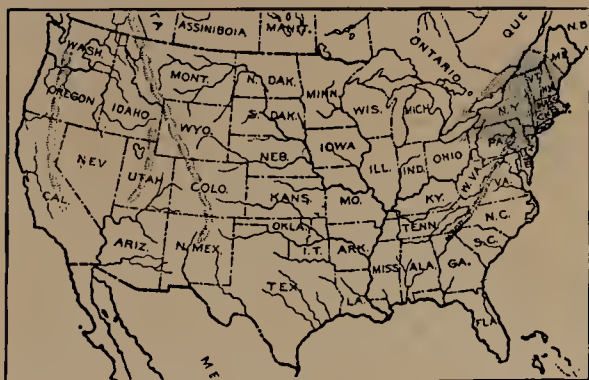 ASSINIBOIA
MANIT.
ONTARIO
QUE
N.B.
WASH.
MONT.
N. DAK.
MINN.
ME.
VT.
OREGON
IDAHO
WYO.
S. DAK.
WIS.
MICH.
N.Y.
NEV.
UTAH
COLO.
NEB.
IOWA
ILL.
IND.
OHIO
PA.
W.VA.
VA.
CAL.
KANS.
MO.
KY.
N.C.
ARIZ.
N. MEX.
OKLA.
I.T.
ARK.
TENN.
S.C.
TEX.
LA.
MISS.
ALA.
GA.
FLA.
ME